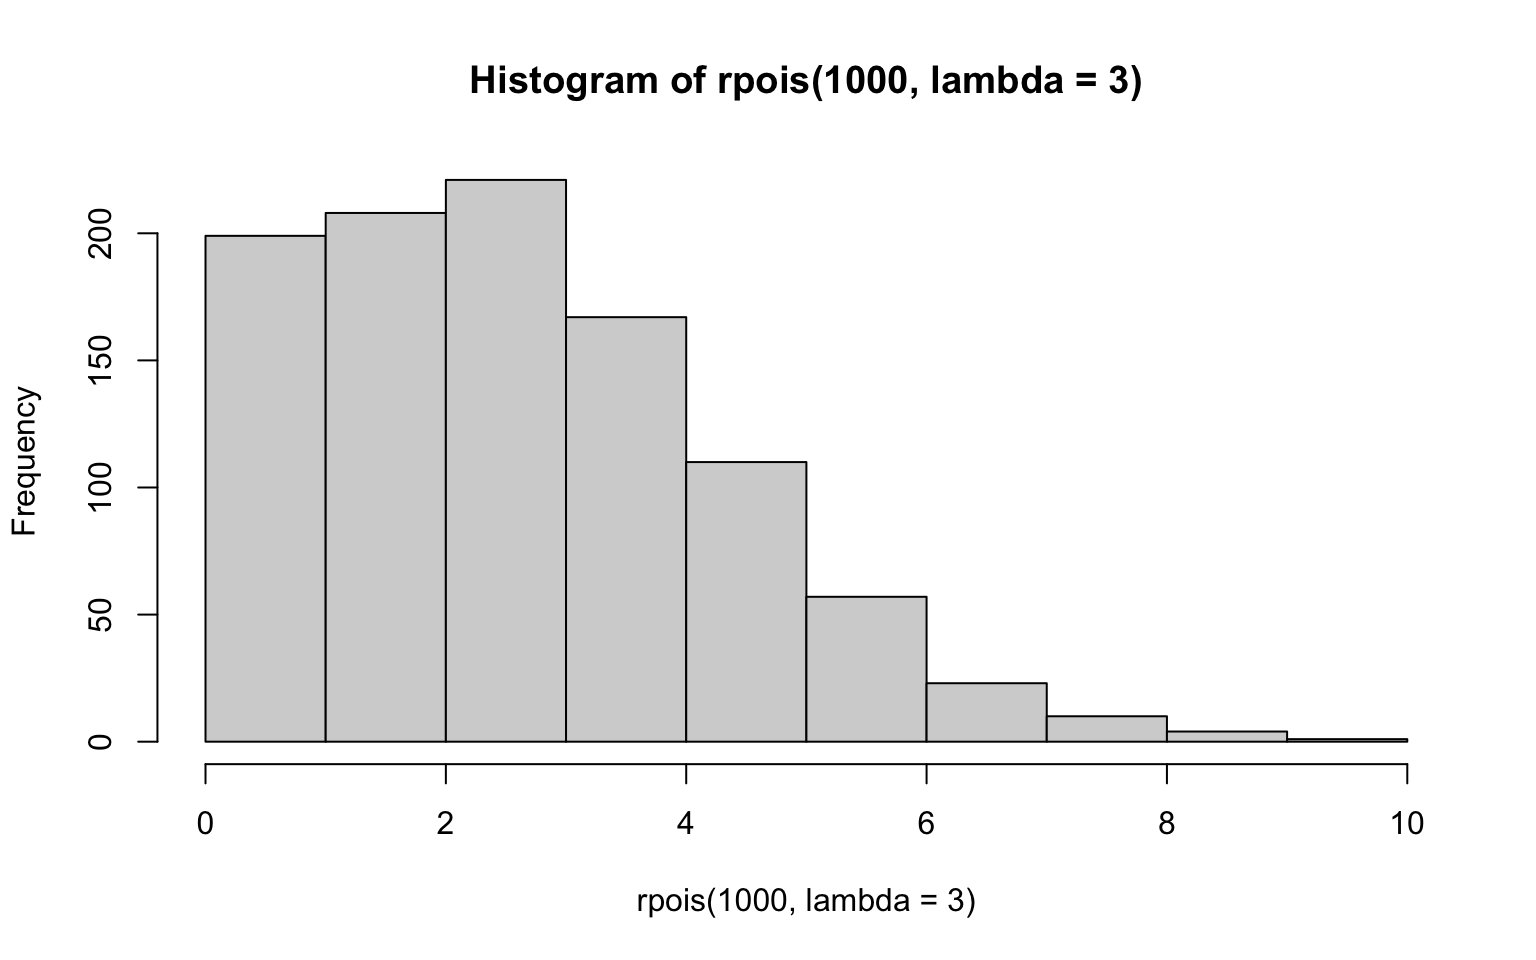 Histogram of rpois(1000, lambda = 3)
Frequency
200
150
100
50
0
0 2 4 6 8 10
rpois(1000, lambda = 3)